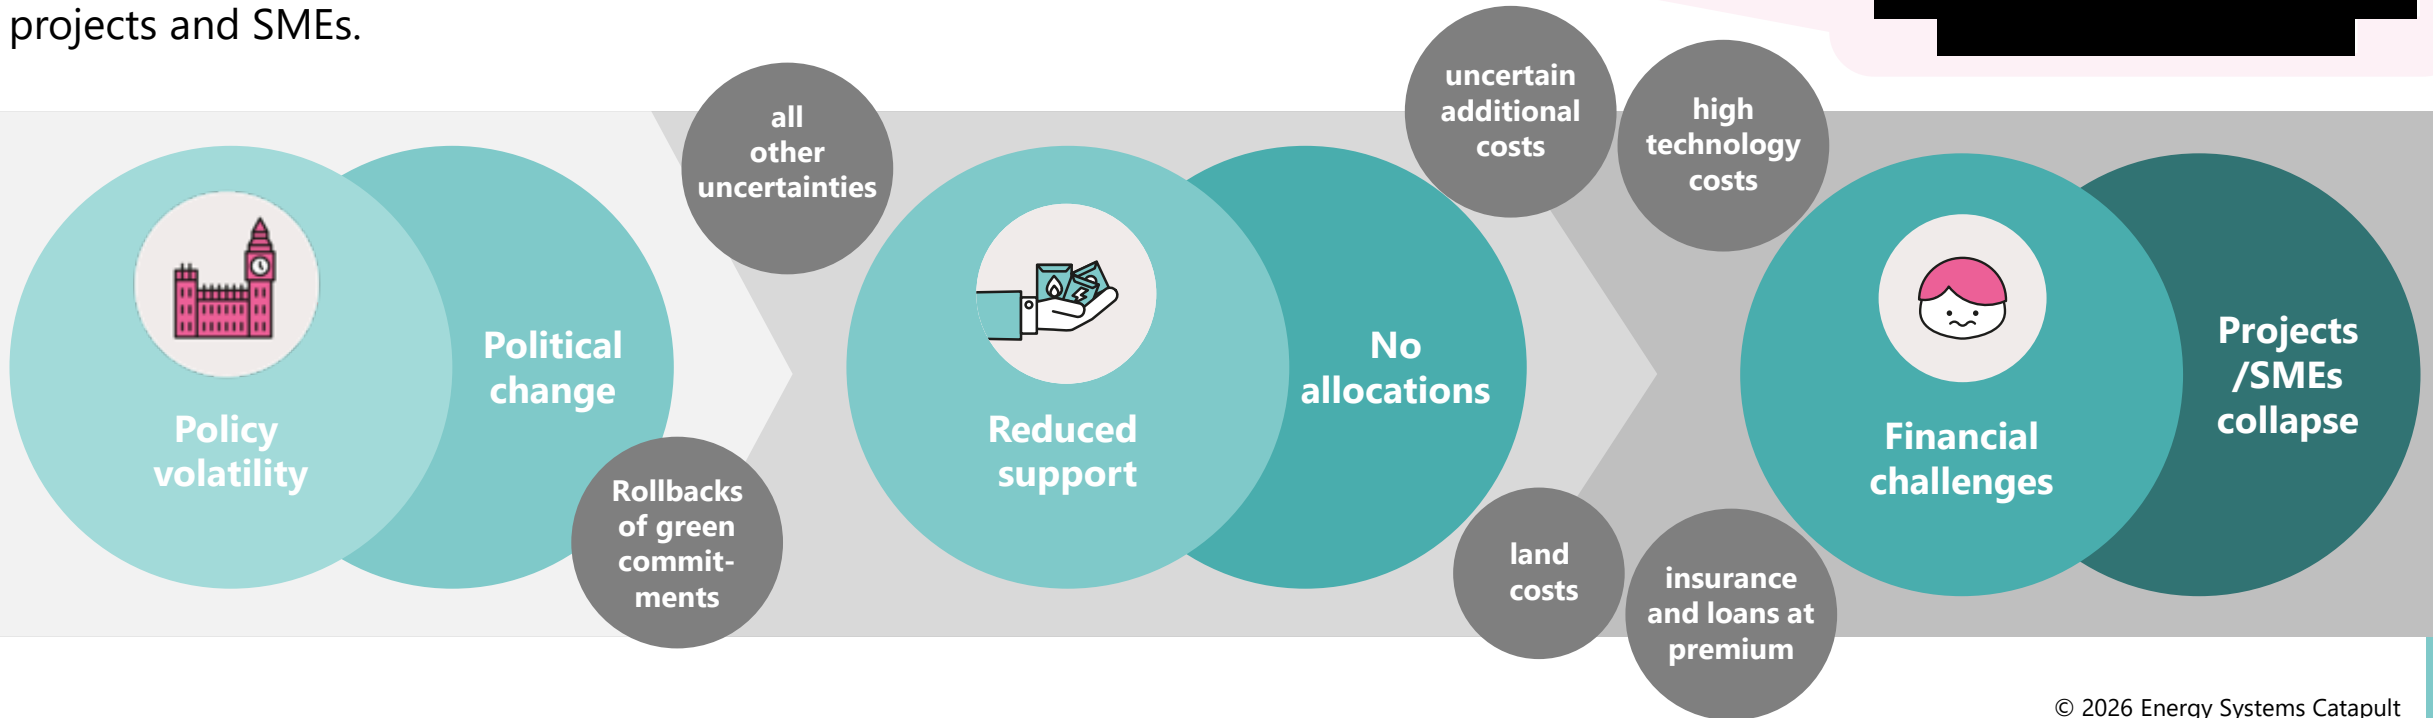 projects and SMEs.
all
other
uncertainties
uncertain
additional
costs
high
technology
costs
Policy
volatility
Political
change
Rollbacks
of green
commit-
ments
Reduced
support
No
allocations
land
costs
insurance
and loans at
premium
Financial
challenges
Projects
/SMEs
collapse
© 2026 Energy Systems Catapult